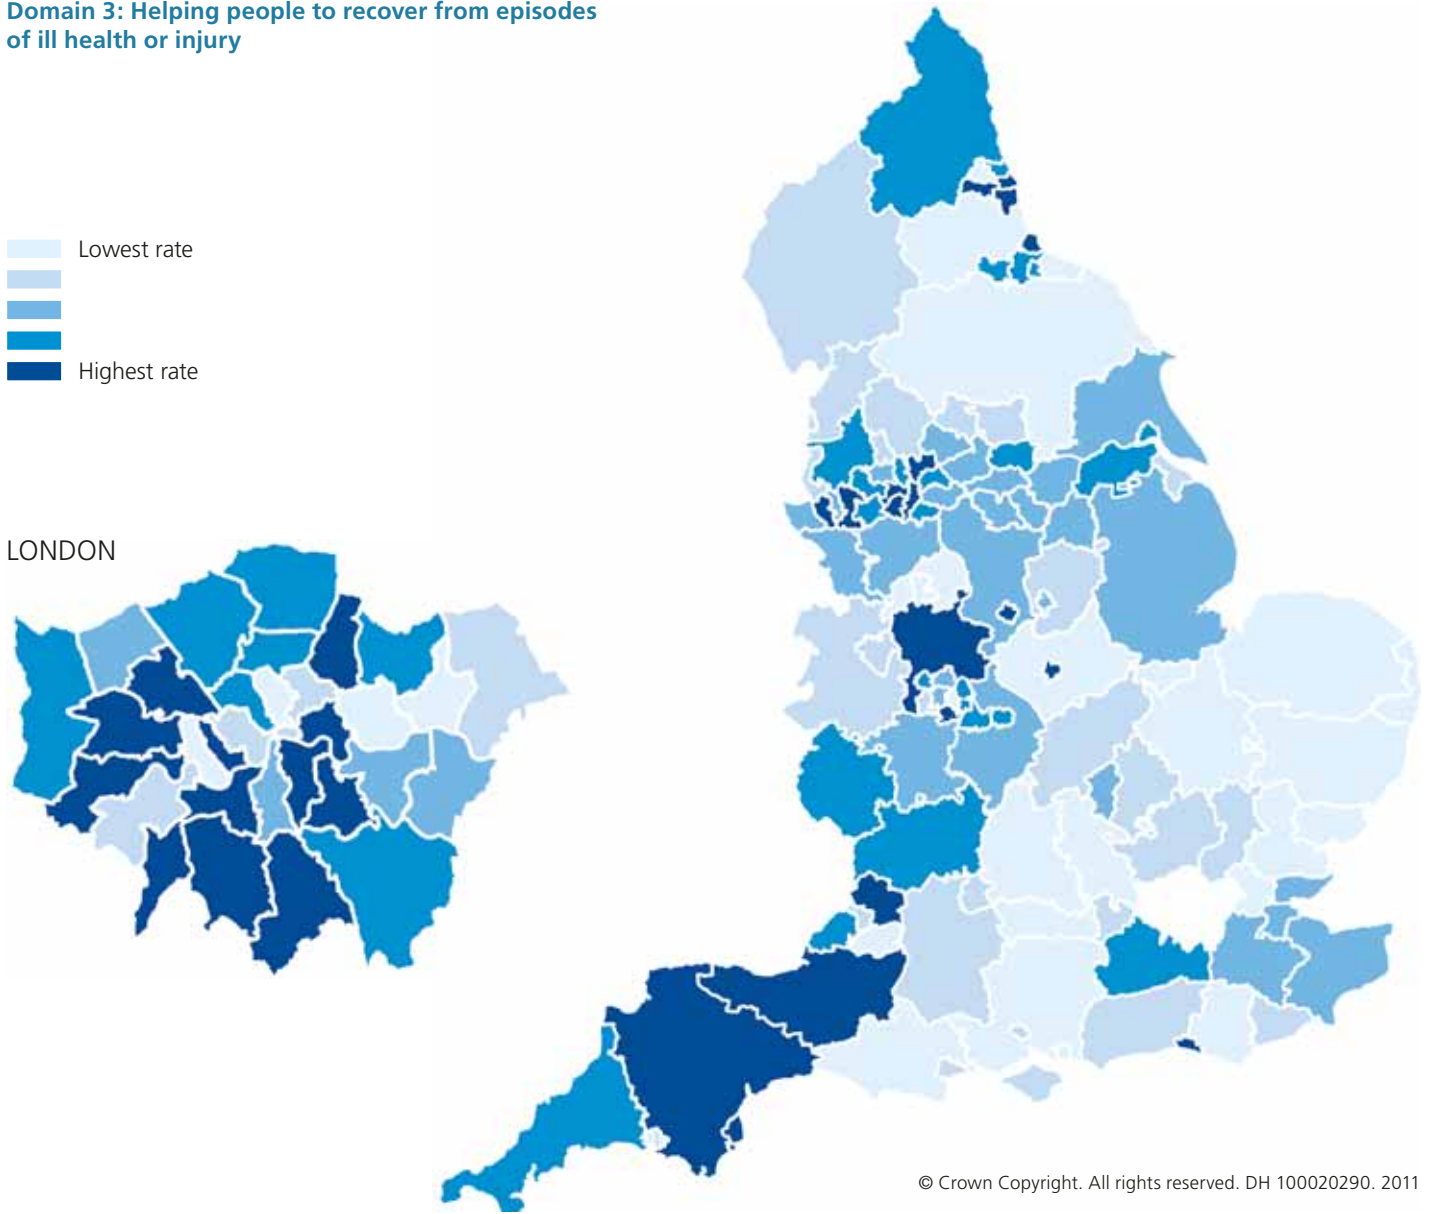 Domain 3: Helping people to recover from episodes
of ill health or injury
Lowest rate
Highest rate
LONDON
© Crown Copyright. All rights reserved. DH 100020290. 2011